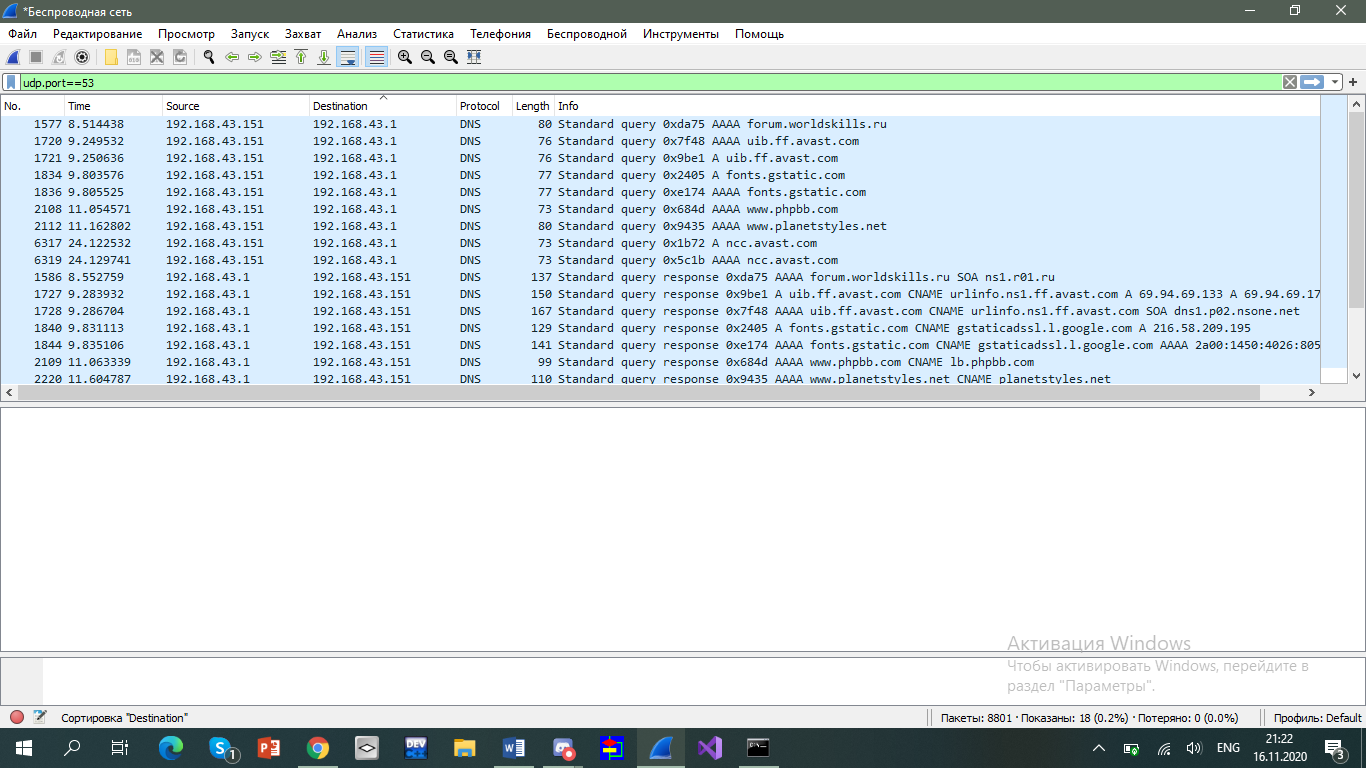 *Беспроводная сеть
Файл Редактирование Просмотр Запуск Захват Анализ Статистика Телефония Беспроводной Инструменты Помощь
udp.port==53
No. Time Source Destination Protocol Length Info
1577 8.514438 192.168.43.151 192.168.43.1 DNS 80 Standard query 0xda75 AAAA forum.worldskills.ru
1720 9.249532 192.168.43.151 192.168.43.1 DNS 76 Standard query 0x7f48 AAAA uib.ff.avast.com
1721 9.250636 192.168.43.151 192.168.43.1 DNS 76 Standard query 0x9be1 A uib.ff.avast.com
1834 9.803576 192.168.43.151 192.168.43.1 DNS 77 Standard query 0x2405 A fonts.gstatic.com
1836 9.805525 192.168.43.151 192.168.43.1 DNS 77 Standard query 0xe174 AAAA fonts.gstatic.com
2108 11.054571 192.168.43.151 192.168.43.1 DNS 73 Standard query 0x684d AAAA www.phpbb.com
2112 11.162802 192.168.43.151 192.168.43.1 DNS 80 Standard query 0x9435 AAAA www.planetstyles.net
6317 24.122532 192.168.43.151 192.168.43.1 DNS 73 Standard query 0x1b72 A ncc.avast.com
6319 24.129741 192.168.43.151 192.168.43.1 DNS 73 Standard query 0x5c1b AAAA ncc.avast.com
1586 8.552759 192.168.43.1 192.168.43.151 DNS 137 Standard query response 0xda75 AAAA forum.worldskills.ru SOA ns1.r01.ru
1727 9.283932 192.168.43.1 192.168.43.151 DNS 150 Standard query response 0x9be1 A uib.ff.avast.com CNAME urlinfo.ns1.ff.avast.com A 69.94.69.133 A 69.94.69.17
1728 9.286704 192.168.43.1 192.168.43.151 DNS 167 Standard query response 0x7f48 AAAA uib.ff.avast.com CNAME urlinfo.ns1.ff.avast.com SOA dns1.p02.nsone.net
1840 9.831113 192.168.43.1 192.168.43.151 DNS 129 Standard query response 0x2405 A fonts.gstatic.com CNAME gstaticadssl.l.google.com A 216.58.209.195
1844 9.835106 192.168.43.1 192.168.43.151 DNS 141 Standard query response 0xe174 AAAA fonts.gstatic.com CNAME gstaticadssl.l.google.com AAAA 2a00:1450:4026:805
2109 11.063339 192.168.43.1 192.168.43.151 DNS 99 Standard query response 0x684d AAAA www.phpbb.com CNAME lb.phpbb.com
2220 11.604787 192.168.43.1 192.168.43.151 DNS 110 Standard query response 0x9435 AAAA www.planetstyles.net CNAME planetstyles.net
Активация Windows
Чтобы активировать Windows, перейдите в
раздел "Параметры".
Сортировка "Destination" Пакеты: 8801 · Показаны: 18 (0.2%) · Потеряно: 0 (0.0%) Профиль: Default
1 DEV ENG 21:22
16.11.2020 3